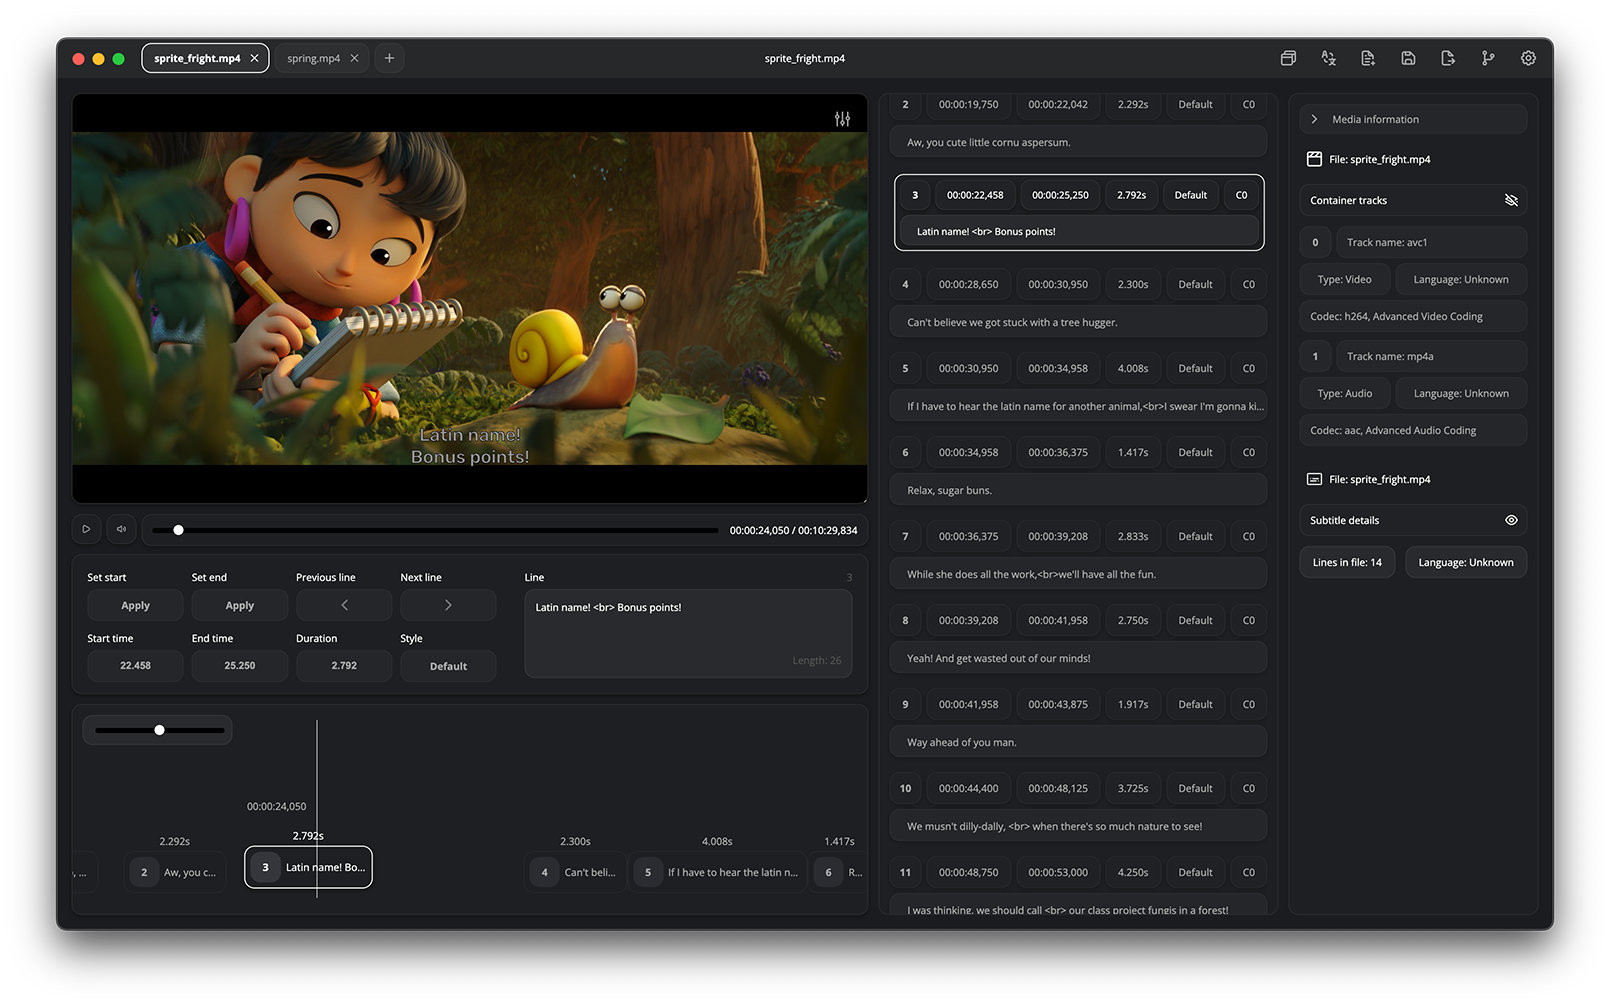 sprite_fright.mp4
spring.mp4
sprite_fright.mp4
Latin name!
Bonus points!
00:00:24,050 / 00:10:29,834
Set start
Set end
Previous line
Next line
Line
3
Apply
Apply
Latin name! <br> Bonus points!
Start time
End time
Duration
Style
22.458
25.250
2.792
Default
Length: 26
00:00:24,050
2.292s
2.792s
2.300s
4.008s
1.417s
, ...
2 Aw, you c...
3 Latin name! Bo...
4 Can't beli...
5 If I have to hear the latin n...
6 R...
2 00:00:19,750 00:00:22,042 2.292s Default C0
Aw, you cute little cornu aspersum.
3 00:00:22,458 00:00:25,250 2.792s Default C0
Latin name! <br> Bonus points!
4 00:00:28,650 00:00:30,950 2.300s Default C0
Can't believe we got stuck with a tree hugger.
5 00:00:30,950 00:00:34,958 4.008s Default C0
If I have to hear the latin name for another animal,<br>I swear I'm gonna ki...
6 00:00:34,958 00:00:36,375 1.417s Default C0
Relax, sugar buns.
7 00:00:36,375 00:00:39,208 2.833s Default C0
While she does all the work,<br>we'll have all the fun.
8 00:00:39,208 00:00:41,958 2.750s Default C0
Yeah! And get wasted out of our minds!
9 00:00:41,958 00:00:43,875 1.917s Default C0
Way ahead of you man.
10 00:00:44,400 00:00:48,125 3.725s Default C0
We musn't dilly-dally, <br> when there's so much nature to see!
11 00:00:48,750 00:00:53,000 4.250s Default C0
I was thinking, we should call <br> our class project fungis in a forest!
Media information
File: sprite_fright.mp4
Container tracks
0 Track name: avc1
Type: Video
Language: Unknown
Codec: h264, Advanced Video Coding
1 Track name: mp4a
Type: Audio
Language: Unknown
Codec: aac, Advanced Audio Coding
File: sprite_fright.mp4
Subtitle details
Lines in file: 14
Language: Unknown